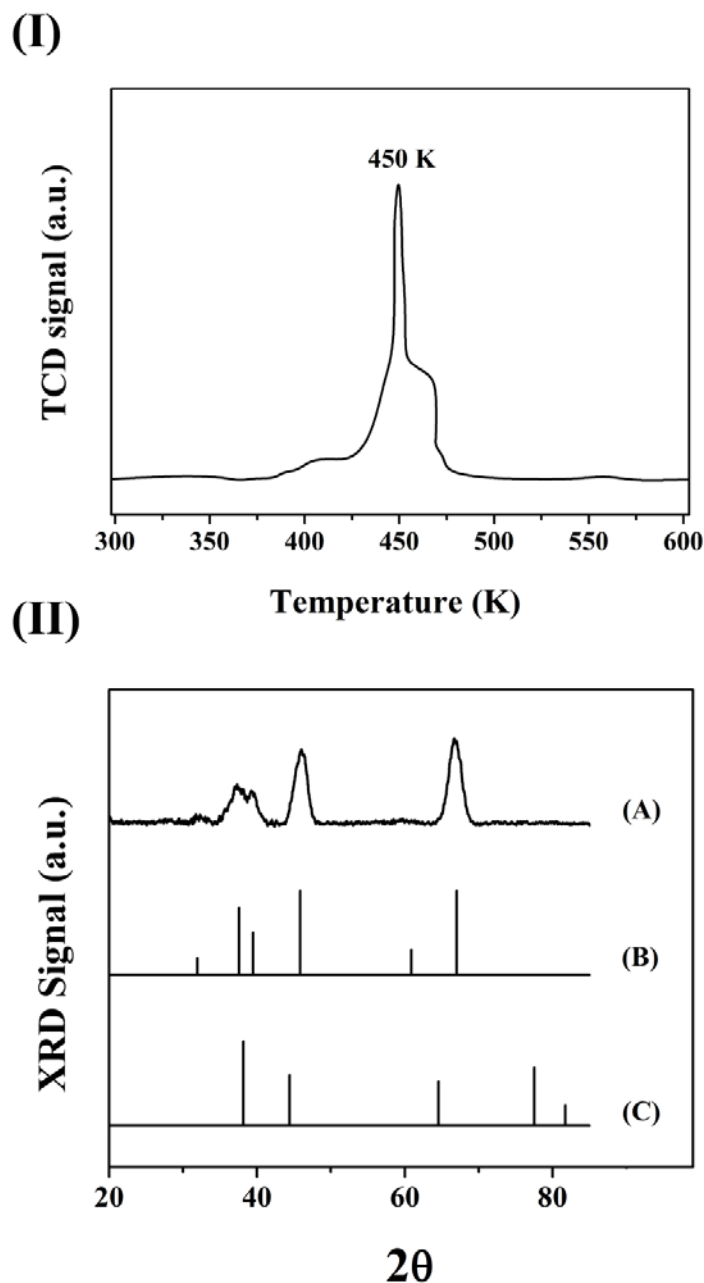 (I)
450 K
TCD signal (a.u.)
300 350 400 450 500 550 600
Temperature (K)
(II)
(A)
(B)
(C)
XRD Signal (a.u.)
20 40 60 80
2θ